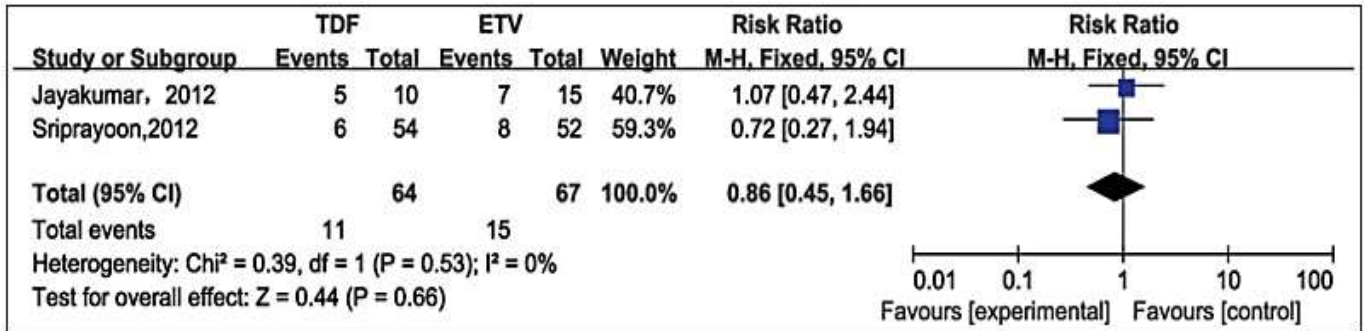 TDF ETV Risk Ratio Risk Ratio
Study or Subgroup Events Total Events Total Weight M-H, Fixed, 95% CI M-H, Fixed, 95% CI
Jayakumar，2012 5 10 7 15 40.7% 1.07 [0.47, 2.44]
Sriprayoon,2012 6 54 8 52 59.3% 0.72 [0.27, 1.94]
Total (95% CI) 64 67 100.0% 0.86 [0.45, 1.66]
Total events 11 15
Heterogeneity: Chi² = 0.39, df = 1 (P = 0.53); I² = 0%
Test for overall effect: Z = 0.44 (P = 0.66)
0.01 0.1 1 10 100
Favours [experimental] Favours [control]